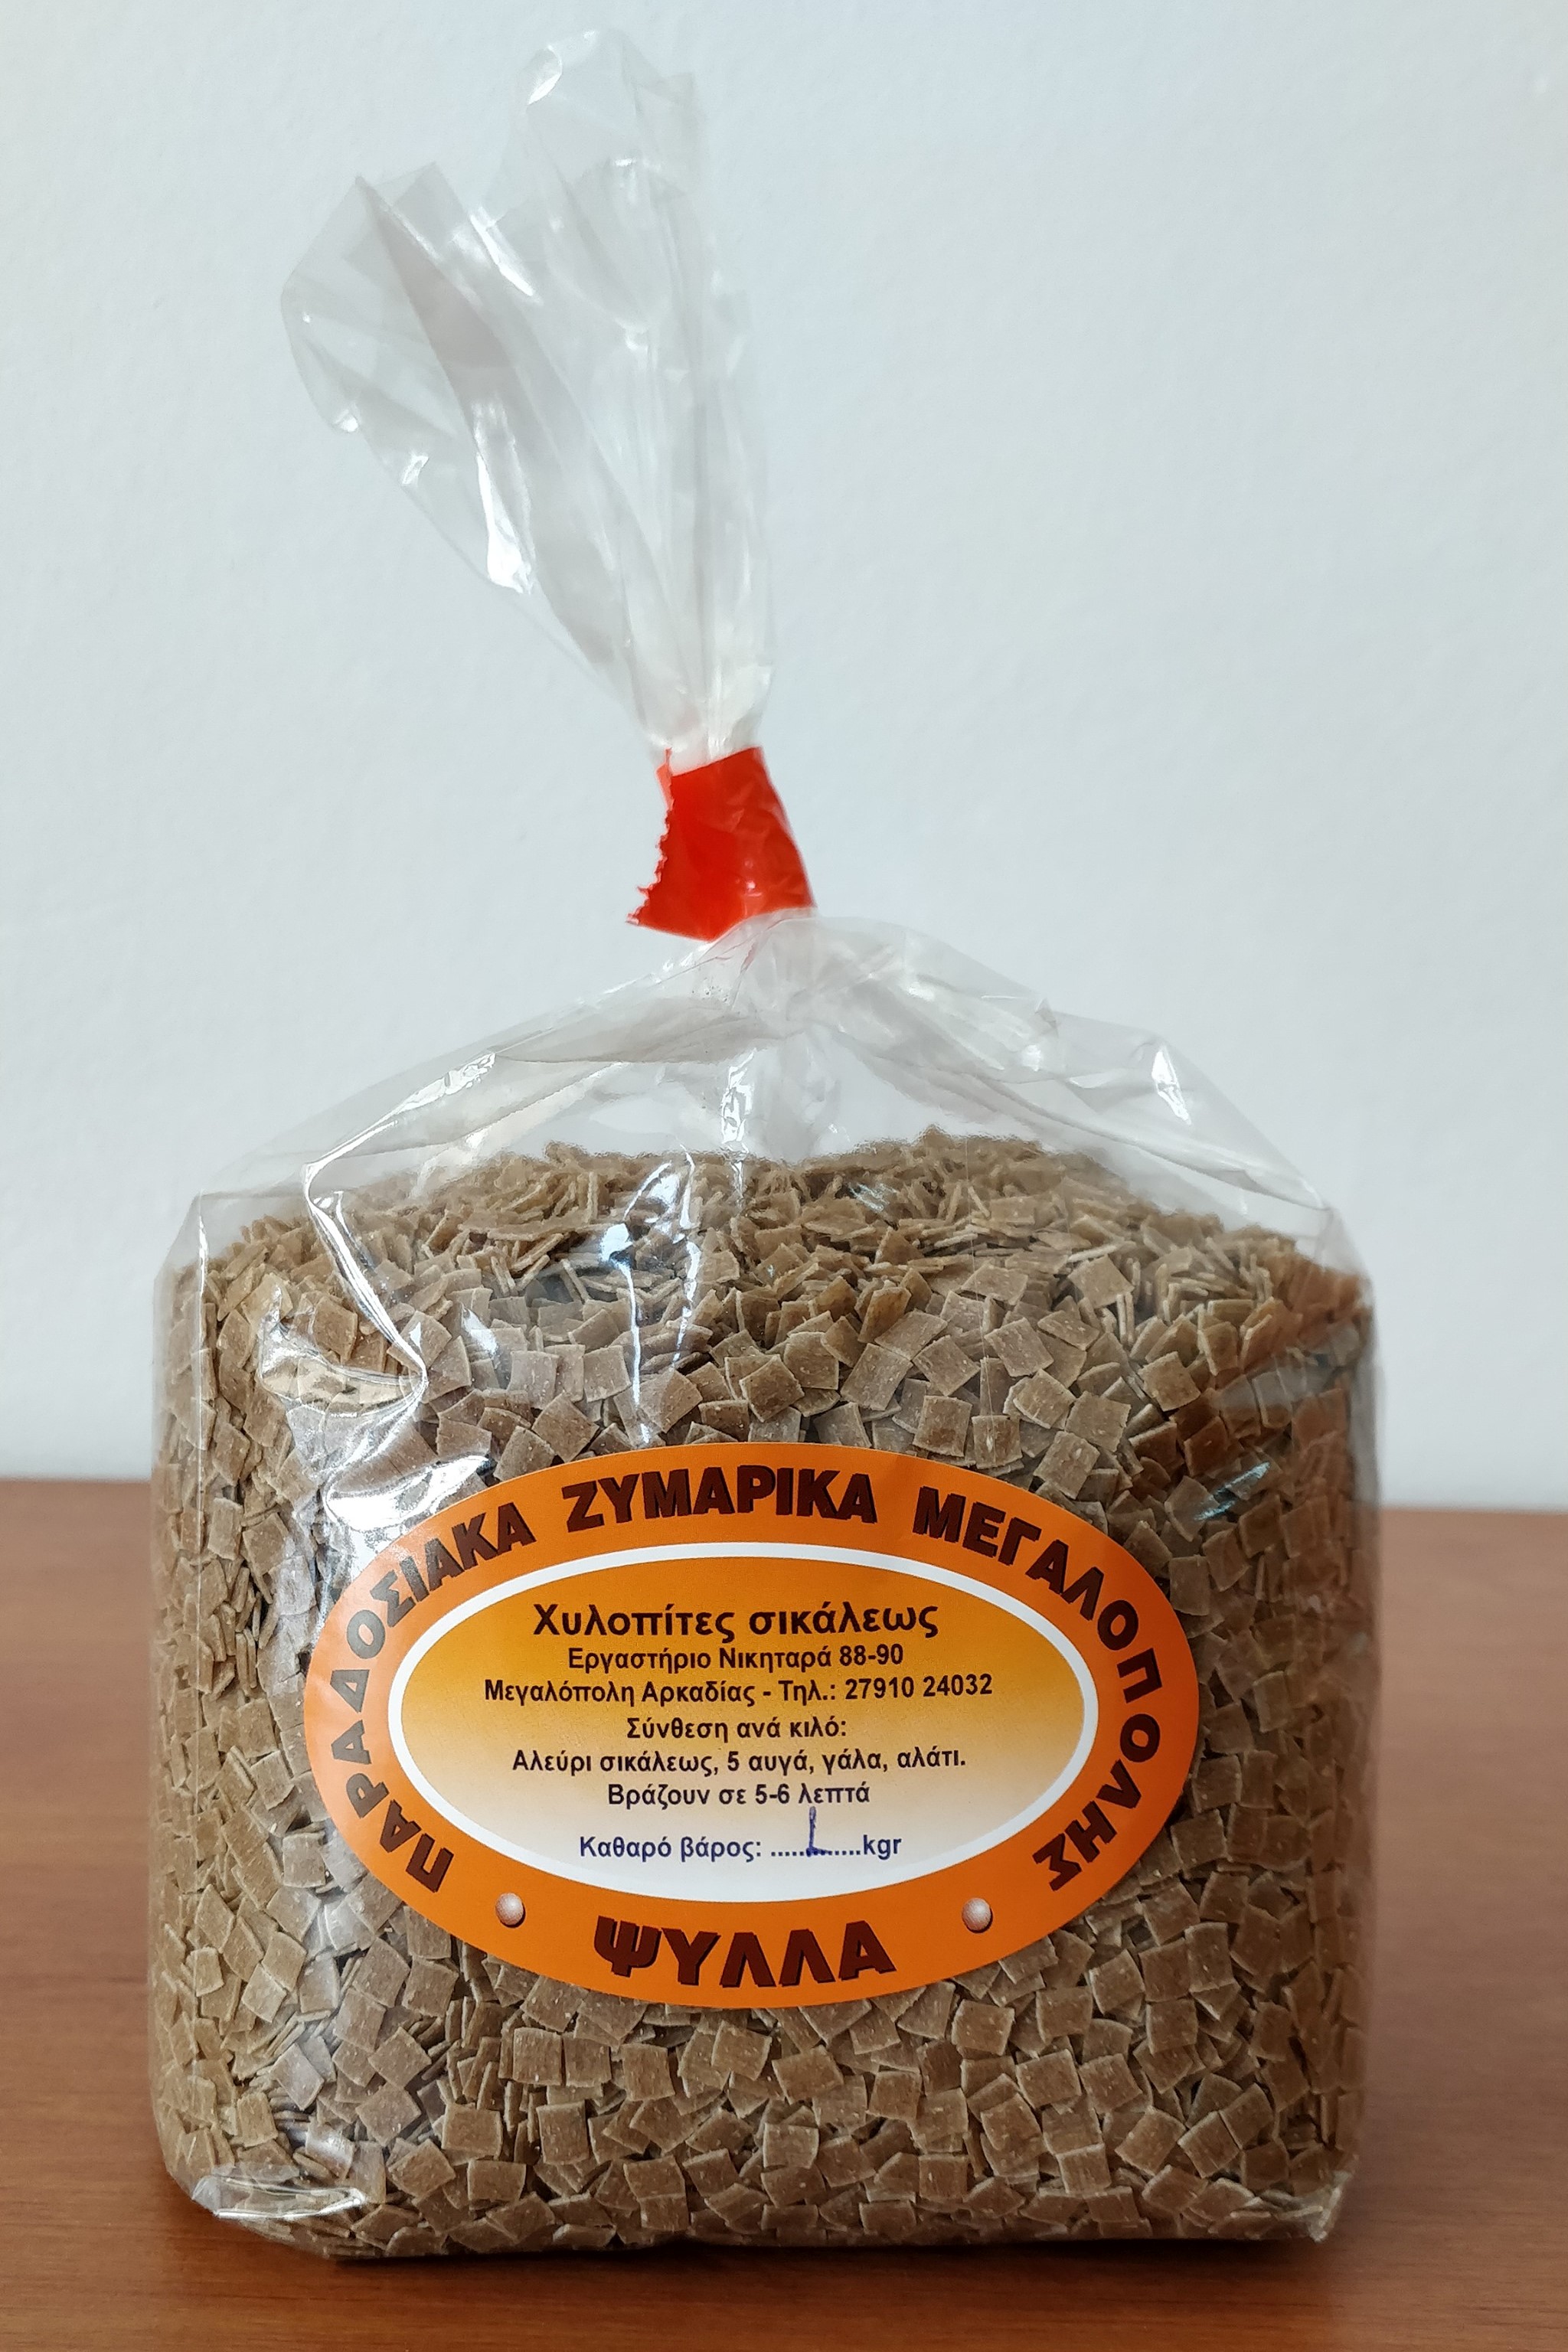 ΠΑΡΑΔΟΣΙΑΚΑ ΖΥΜΑΡΙΚΑ ΜΕΓΑΛΟΠΟΛΗΣ
Χυλοπίτες σικάλεως
Εργαστήριο Νικηταρά 88-90
Μεγαλόπολη Αρκαδίας - Τηλ.: 27910 24032
Σύνθεση ανά κιλό:
Αλεύρι σικάλεως, 5 αυγά, γάλα, αλάτι.
Βράζουν σε 5-6 λεπτά
Καθαρό βάρος: .....1.....kgr
ΨΥΛΛΑ